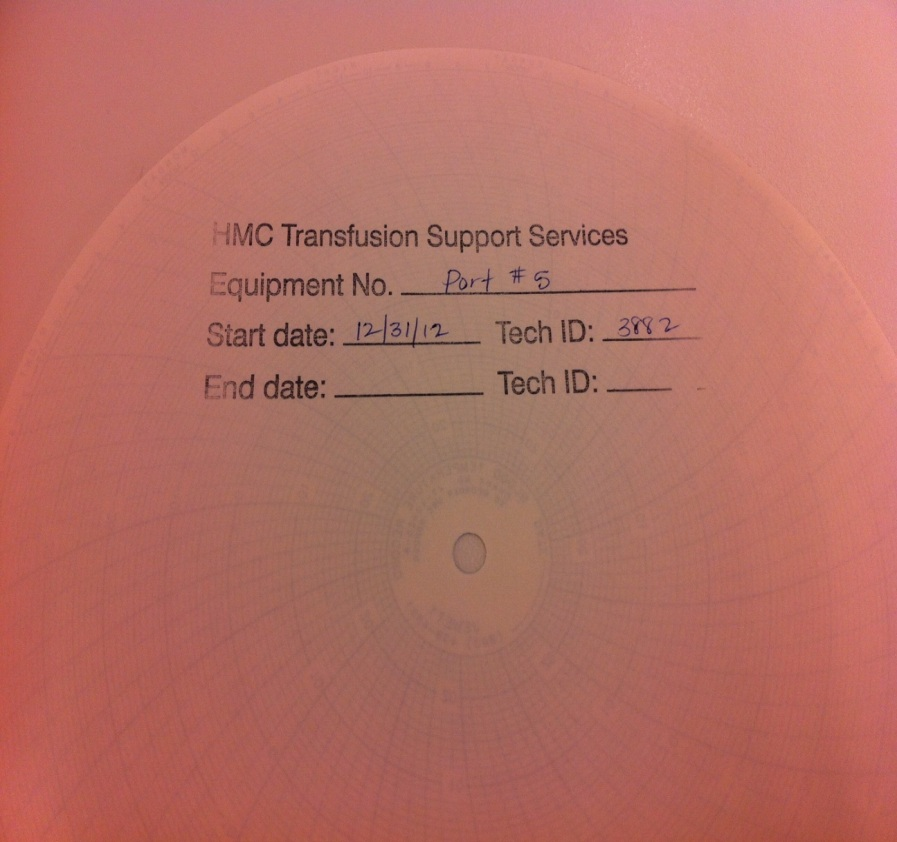 HMC Transfusion Support Services
Equipment No. Port # 5
Start date: 12/31/12 Tech ID: 3882
End date: Tech ID: